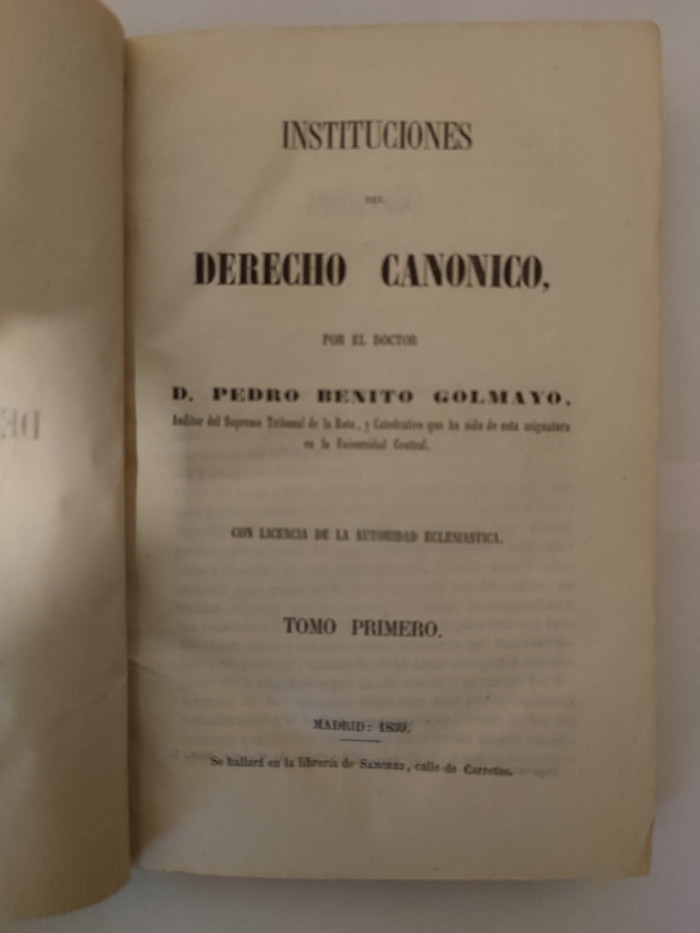 INSTITUCIONES
DEL
DERECHO CANONICO,
POR EL DOCTOR
D. PEDRO BENITO GOLMAYO,
Auditor del Supremo Tribunal de la Rota, y Catedrático que ha sido de esta asignatura
en la Universidad Central.
CON LICENCIA DE LA AUTORIDAD ECLESIASTICA.
TOMO PRIMERO.
MADRID:
Se hallará en la librería de SANCHEZ, calle de Carretas.